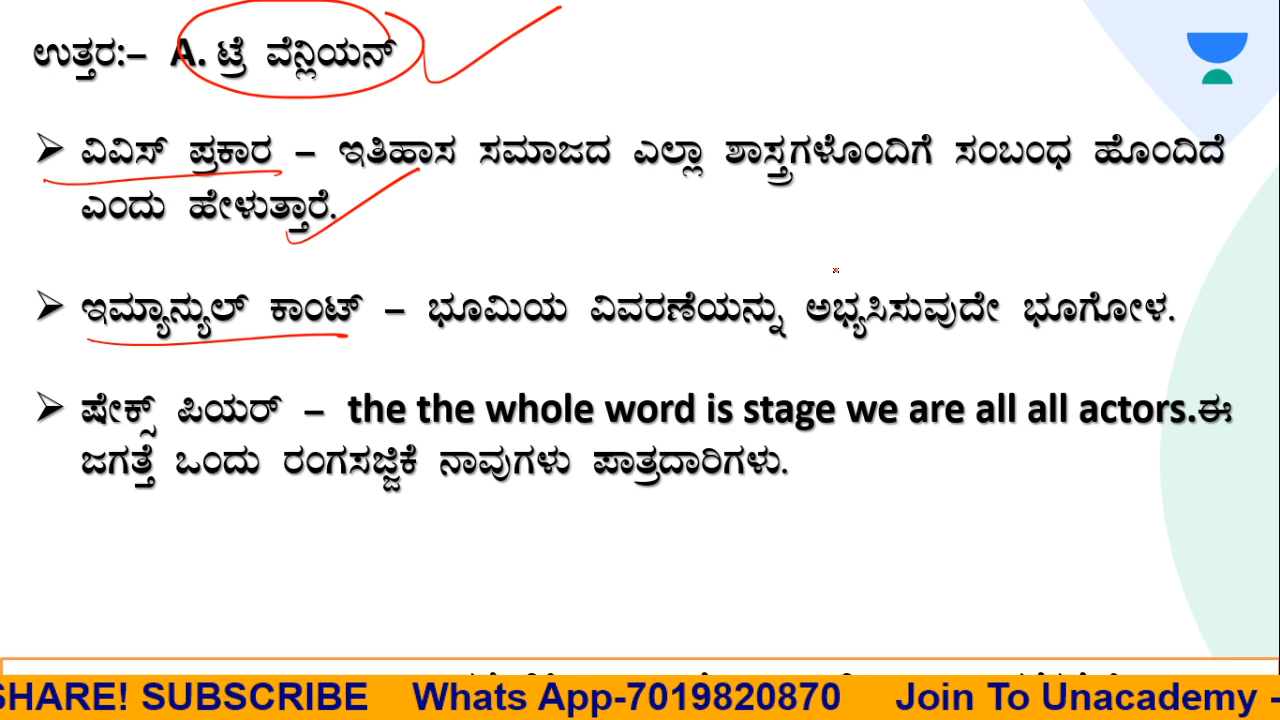 ಉತ್ತರ:– A. ಟ್ರೆ ವೆನ್ಲಿಯನ್
➢ ವಿವಿಸ್ ಪ್ರಕಾರ – ಇತಿಹಾಸ ಸಮಾಜದ ಎಲ್ಲಾ ಶಾಸ್ತ್ರಗಳೊಂದಿಗೆ ಸಂಬಂಧ ಹೊಂದಿದೆ
ಎಂದು ಹೇಳುತ್ತಾರೆ.
➢ ಇಮ್ಯಾನ್ಯುಲ್ ಕಾಂಟ್ – ಭೂಮಿಯ ವಿವರಣೆಯನ್ನು ಅಭ್ಯಸಿಸುವುದೇ ಭೂಗೋಳ.
➢ ಷೇಕ್ಸ್ ಪಿಯರ್ – the the whole word is stage we are all all actors.ಈ
ಜಗತ್ತೆ ಒಂದು ರಂಗಸಜ್ಜಿಕೆ ನಾವುಗಳು ಪಾತ್ರದಾರಿಗಳು.
SHARE! SUBSCRIBE Whats App-7019820870 Join To Unacademy -